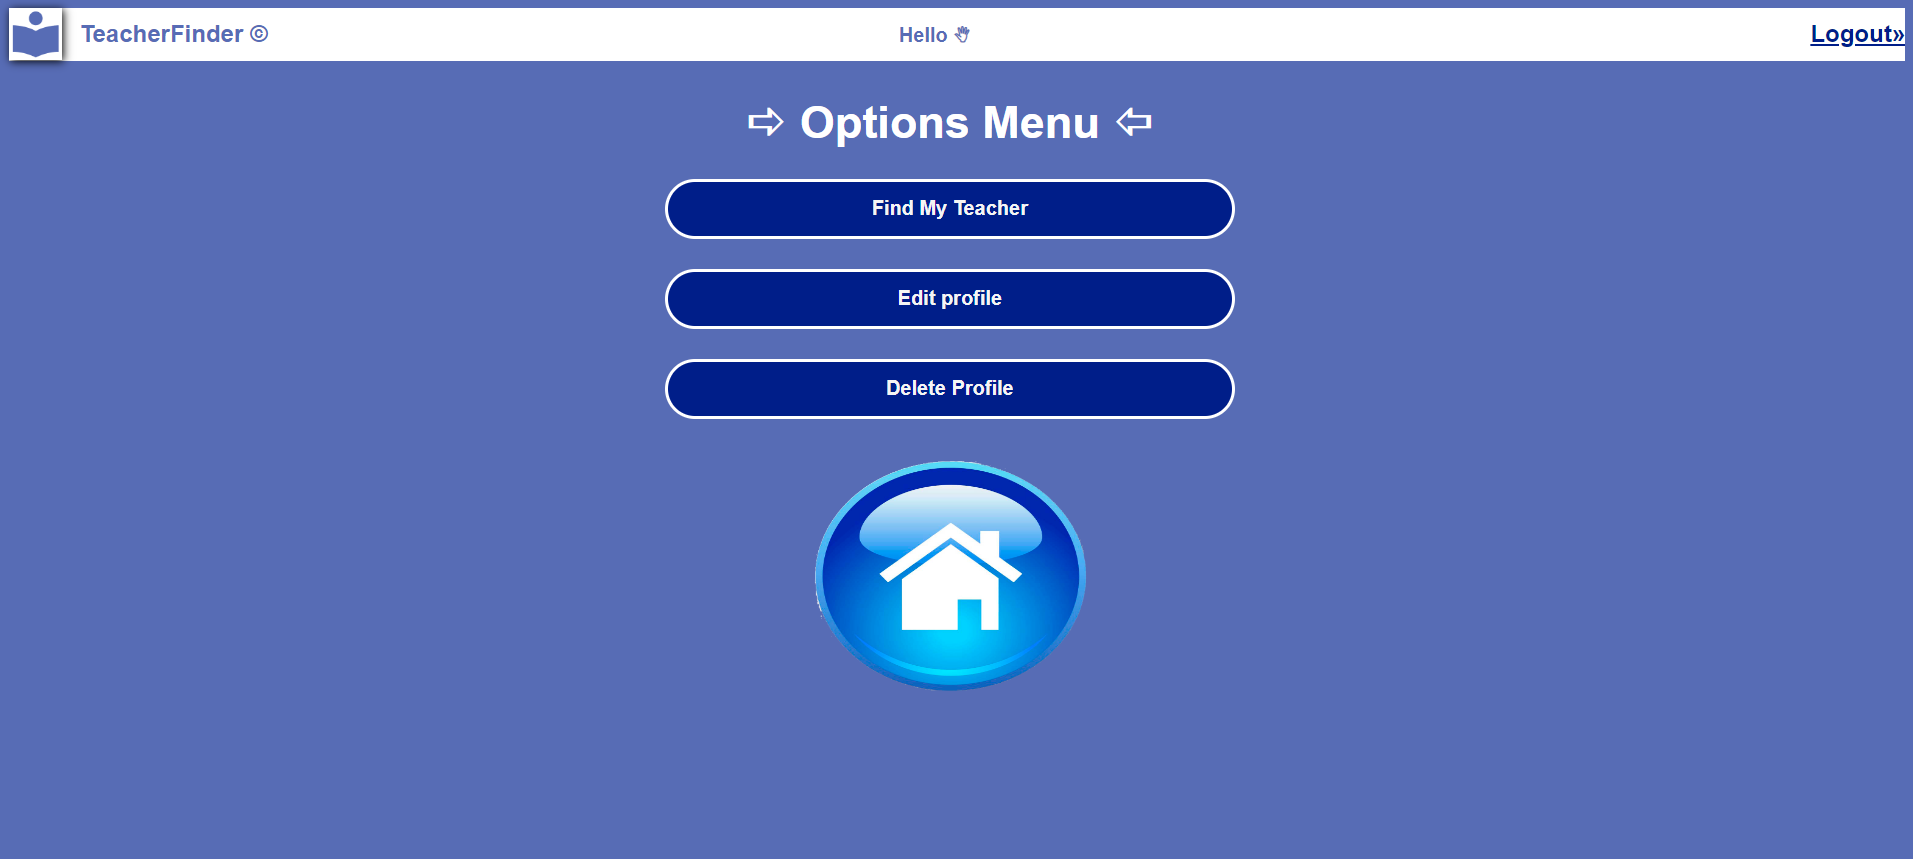 TeacherFinder ©
Hello 👋
Logout»
⇨ Options Menu ⇦
Find My Teacher
Edit profile
Delete Profile